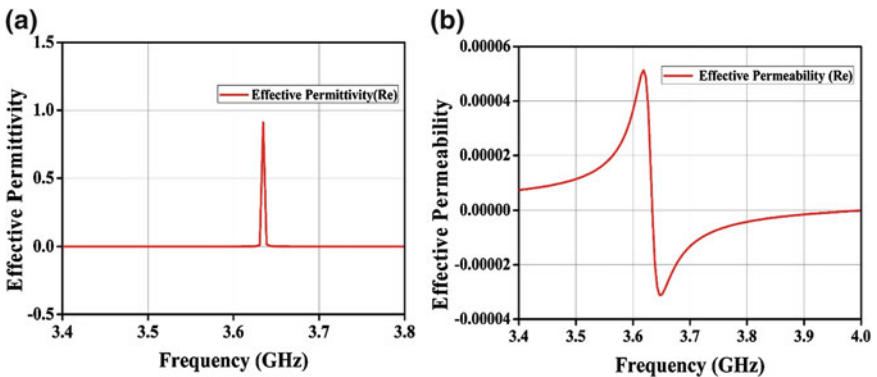 (a)
1.5
1.0
0.5
0.0
-0.5
Effective Permittivity
Effective Permittivity(Re)
3.4
3.5
3.6
3.7
3.8
Frequency (GHz)
(b)
0.00006
0.00004
0.00002
0.00000
-0.00002
-0.00004
Effective Permeability
Effective Permeability (Re)
3.4
3.5
3.6
3.7
3.8
3.9
4.0
Frequency (GHz)